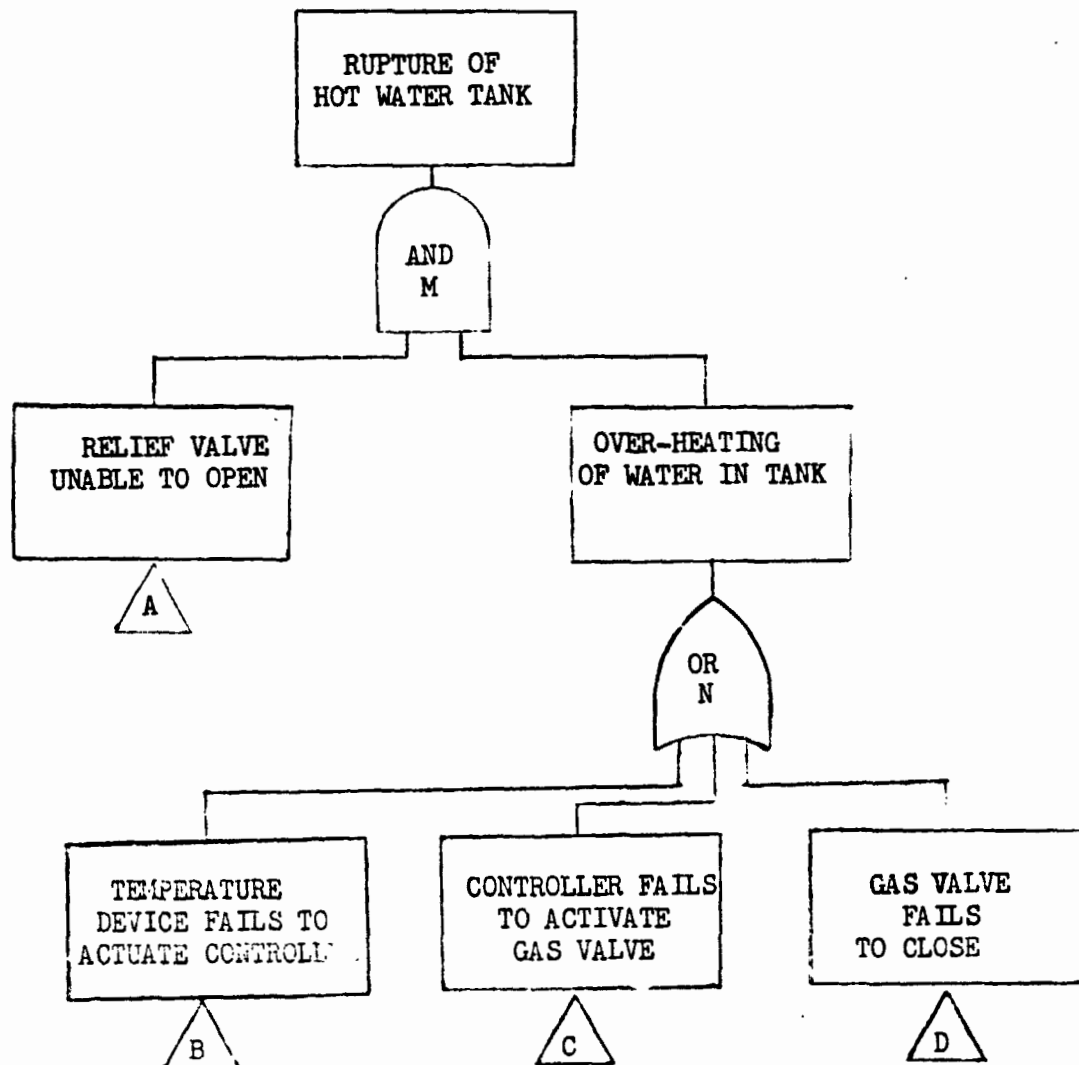 RUPTURE OF
HOT WATER TANK
AND
M
RELIEF VALVE
UNABLE TO OPEN
OVER-HEATING
OF WATER IN TANK
A
OR
N
TEMPERATURE
DEVICE FAILS TO
ACTUATE
CONTROLLER FAILS
TO ACTIVATE
GAS VALVE
GAS VALVE
FAILS
TO CLOSE
B
C
D